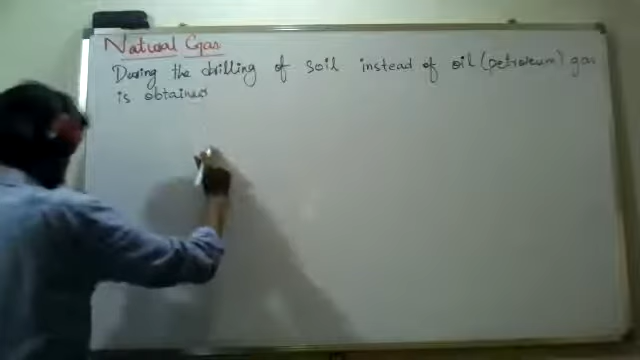 Natural Gas
During the drilling of soil instead of oil (petroleum) gas
is obtained